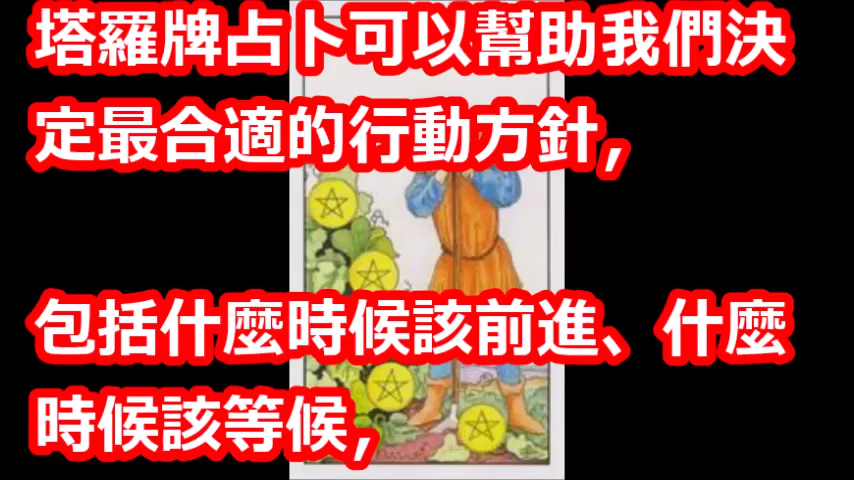 塔羅牌占卜可以幫助我們決
定最合適的行動方針，
包括什麼時候該前進、什麼
時候該等候，